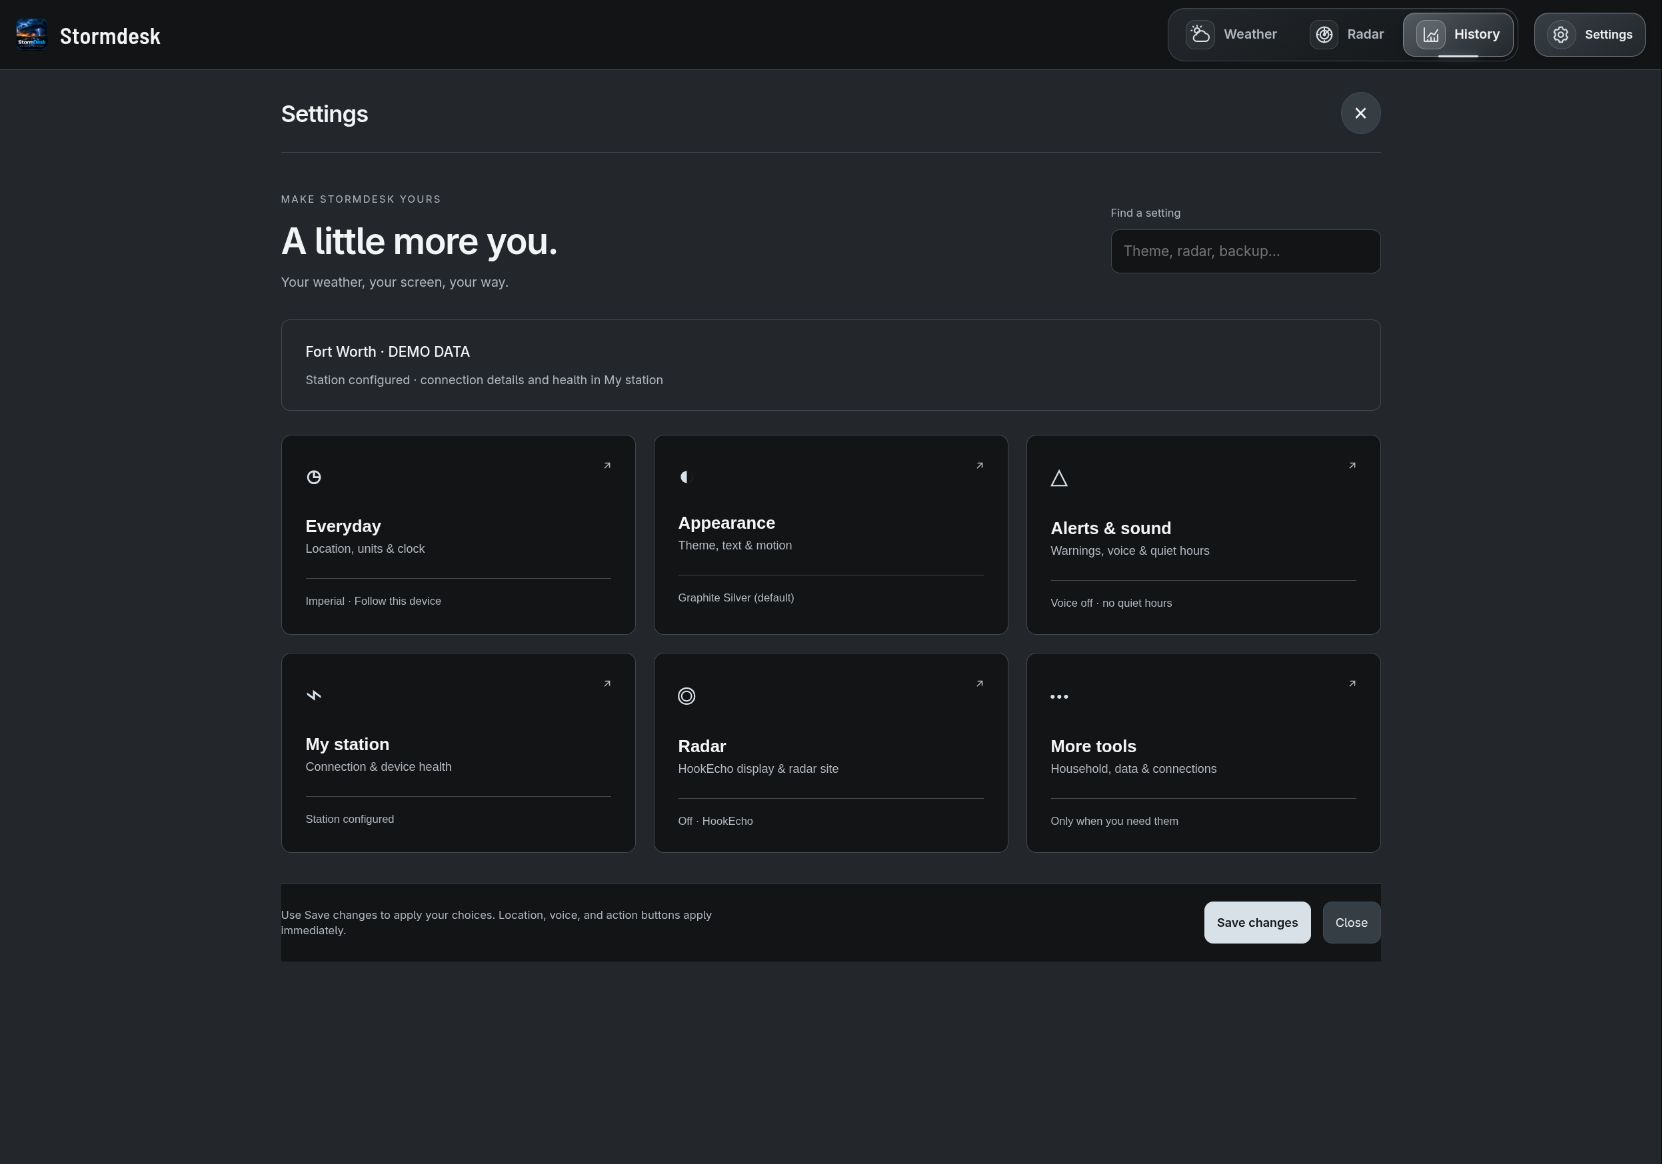 Stormdesk
Weather
Radar
History
Settings
Settings
MAKE STORMDESK YOURS
A little more you.
Your weather, your screen, your way.
Find a setting
Theme, radar, backup...
Fort Worth · DEMO DATA
Station configured · connection details and health in My station
Everyday
Location, units & clock
Imperial · Follow this device
Appearance
Theme, text & motion
Graphite Silver (default)
Alerts & sound
Warnings, voice & quiet hours
Voice off · no quiet hours
My station
Connection & device health
Station configured
Radar
HookEcho display & radar site
Off · HookEcho
More tools
Household, data & connections
Only when you need them
Use Save changes to apply your choices. Location, voice, and action buttons apply
immediately.
Save changes
Close